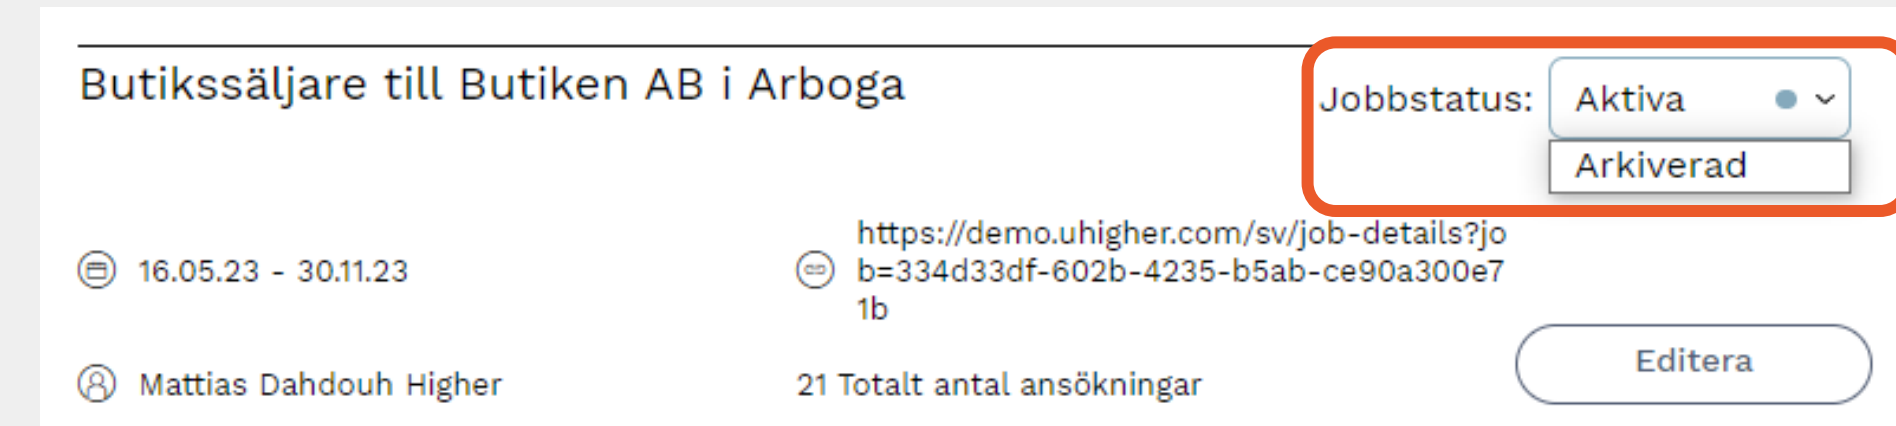 Butikssäljare till Butiken AB i Arboga
Jobbstatus: Aktiva
Arkiverad
16.05.23 - 30.11.23
https://demo.uhigher.com/sv/job-details?jo
b=334d33df-602b-4235-b5ab-ce90a300e7
1b
Mattias Dahdouh Higher
21 Totalt antal ansökningar
Editera